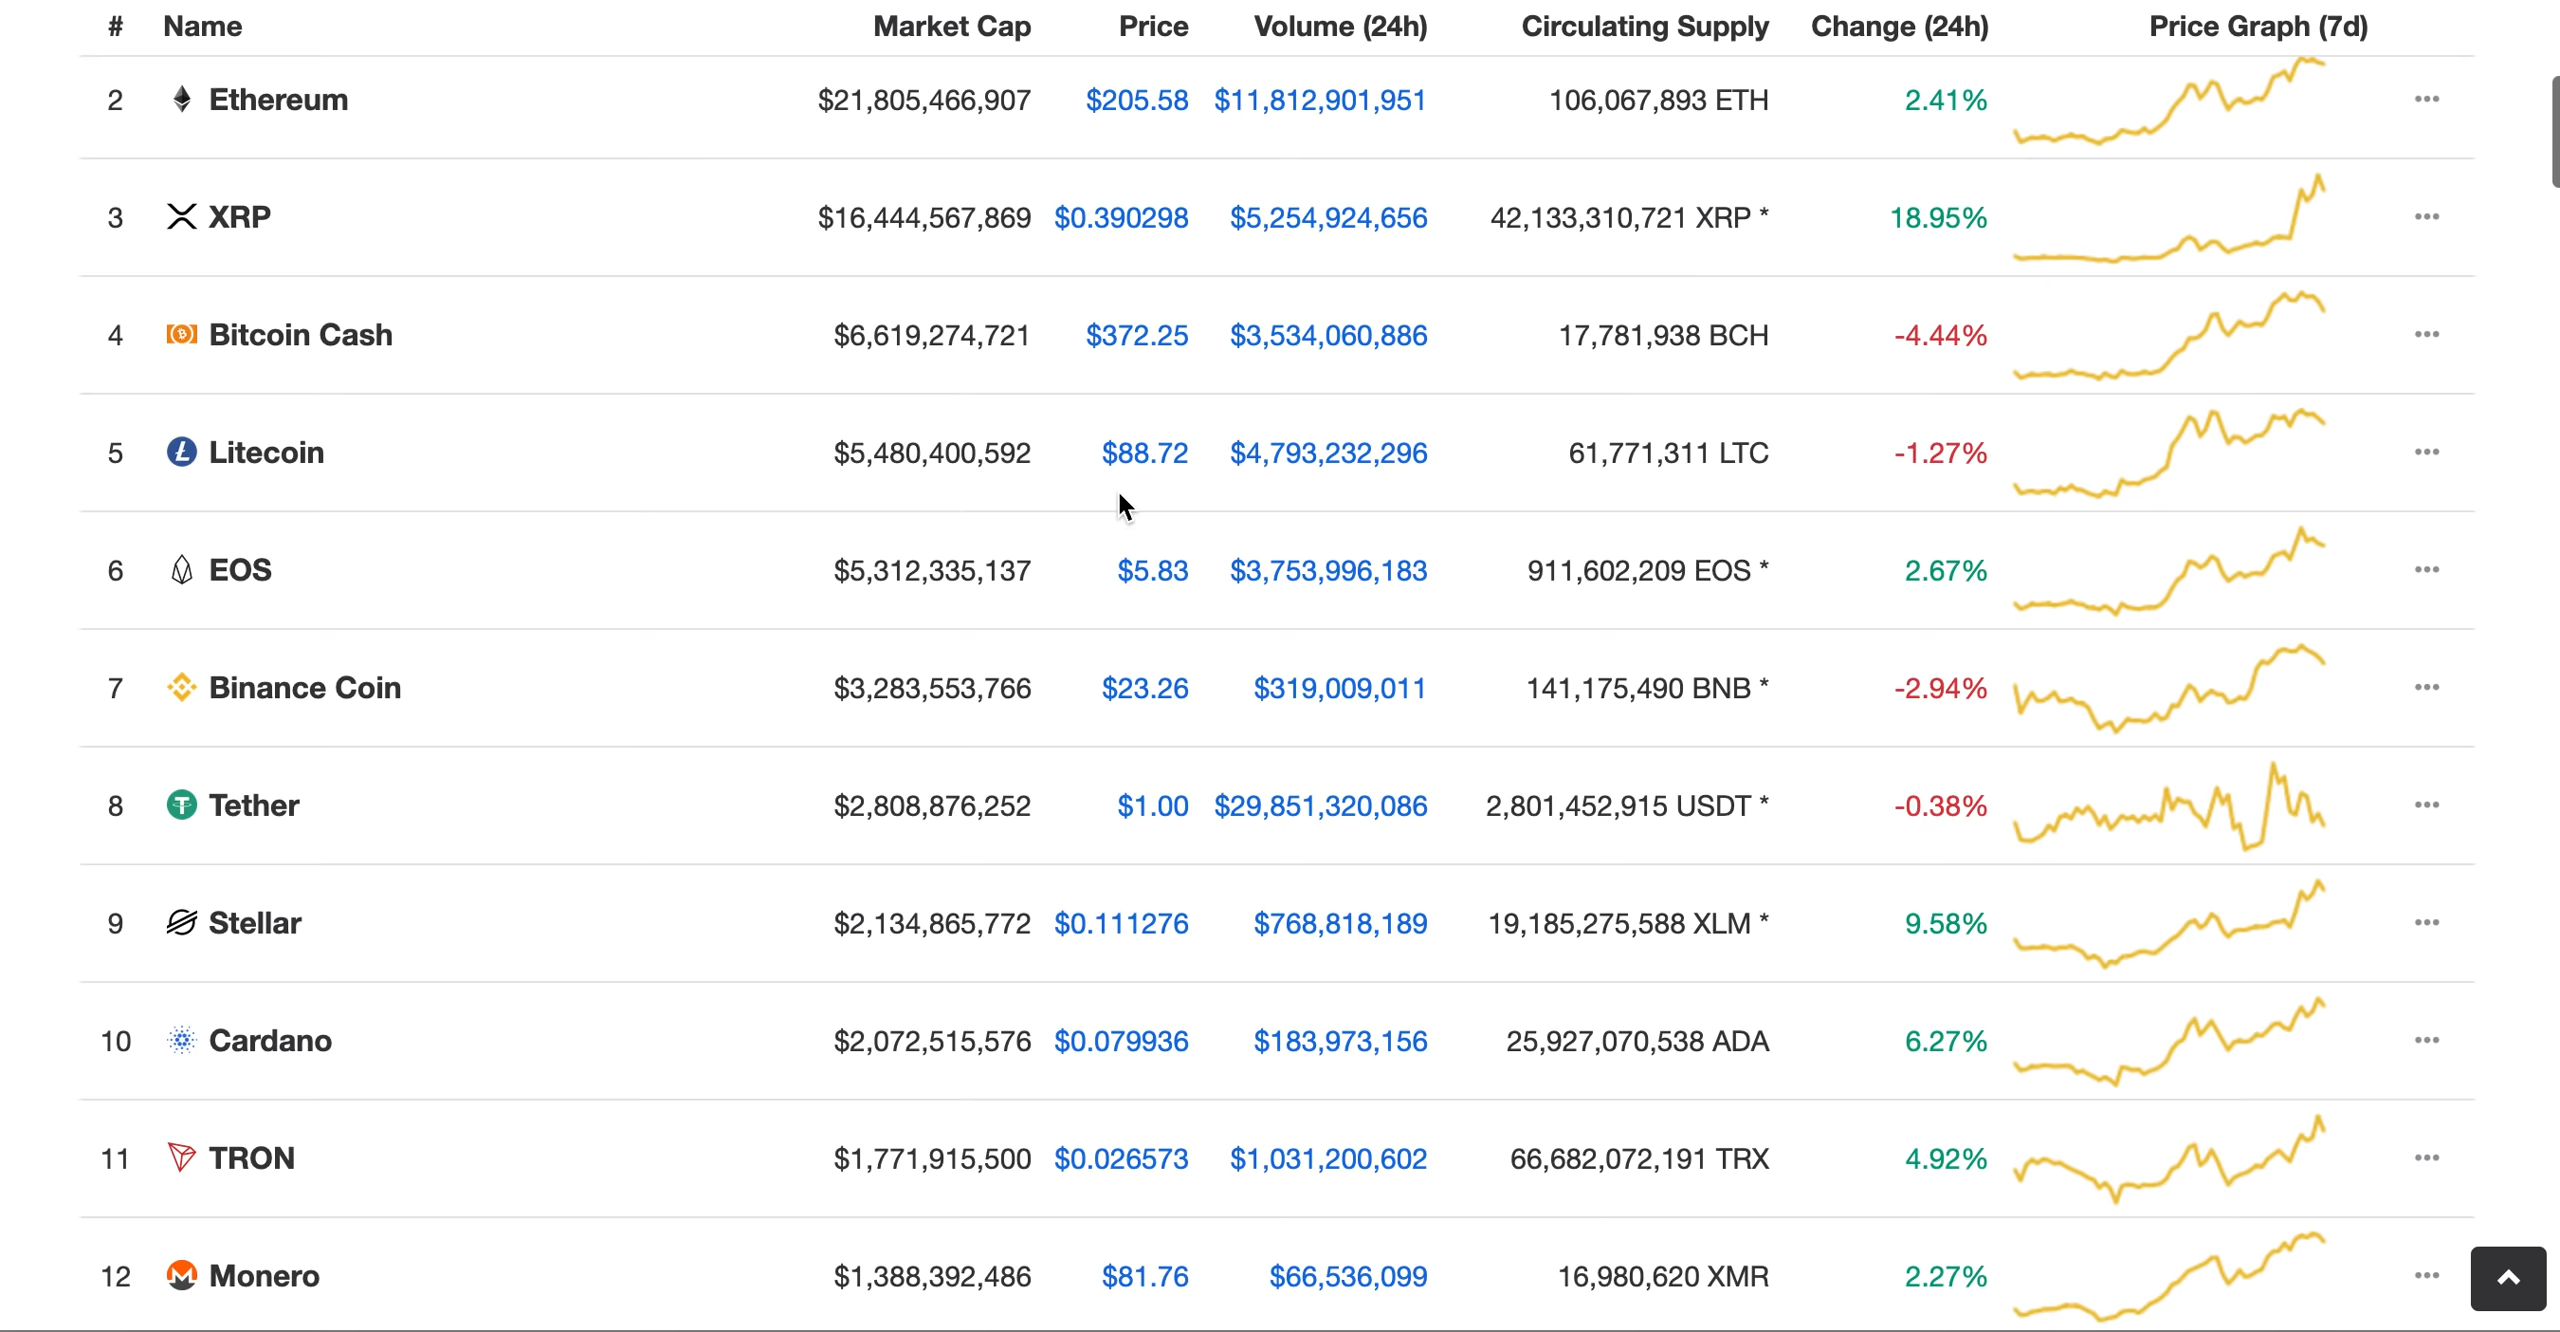 # Name Market Cap Price Volume (24h) Circulating Supply Change (24h) Price Graph (7d)
2 Ethereum $21,805,466,907 $205.58 $11,812,901,951 106,067,893 ETH 2.41%
3 XRP $16,444,567,869 $0.390298 $5,254,924,656 42,133,310,721 XRP * 18.95%
4 Bitcoin Cash $6,619,274,721 $372.25 $3,534,060,886 17,781,938 BCH -4.44%
5 Litecoin $5,480,400,592 $88.72 $4,793,232,296 61,771,311 LTC -1.27%
6 EOS $5,312,335,137 $5.83 $3,753,996,183 911,602,209 EOS * 2.67%
7 Binance Coin $3,283,553,766 $23.26 $319,009,011 141,175,490 BNB * -2.94%
8 Tether $2,808,876,252 $1.00 $29,851,320,086 2,801,452,915 USDT * -0.38%
9 Stellar $2,134,865,772 $0.111276 $768,818,189 19,185,275,588 XLM * 9.58%
10 Cardano $2,072,515,576 $0.079936 $183,973,156 25,927,070,538 ADA 6.27%
11 TRON $1,771,915,500 $0.026573 $1,031,200,602 66,682,072,191 TRX 4.92%
12 Monero $1,388,392,486 $81.76 $66,536,099 16,980,620 XMR 2.27%